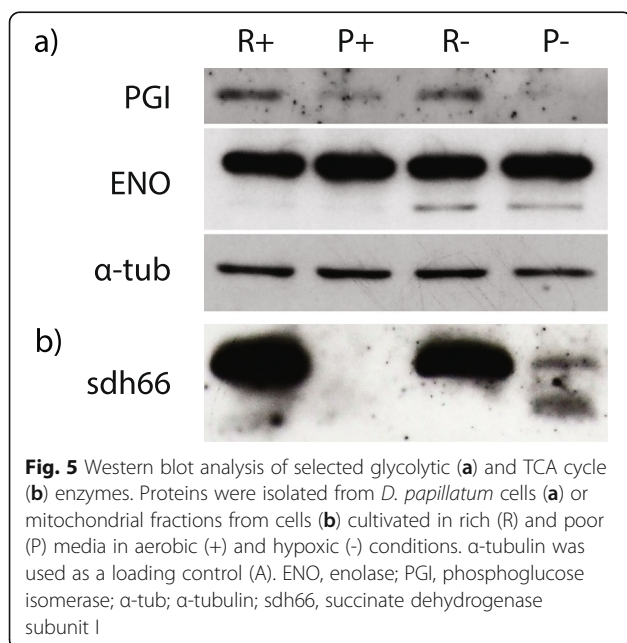 a) R+ P+ R- P-
PGI
ENO
α-tub
b)
sdh66
Fig. 5 Western blot analysis of selected glycolytic (a) and TCA cycle
(b) enzymes. Proteins were isolated from D. papillatum cells (a) or
mitochondrial fractions from cells (b) cultivated in rich (R) and poor
(P) media in aerobic (+) and hypoxic (-) conditions. α-tubulin was
used as a loading control (A). ENO, enolase; PGI, phosphoglucose
isomerase; α-tub; α-tubulin; sdh66, succinate dehydrogenase
subunit I